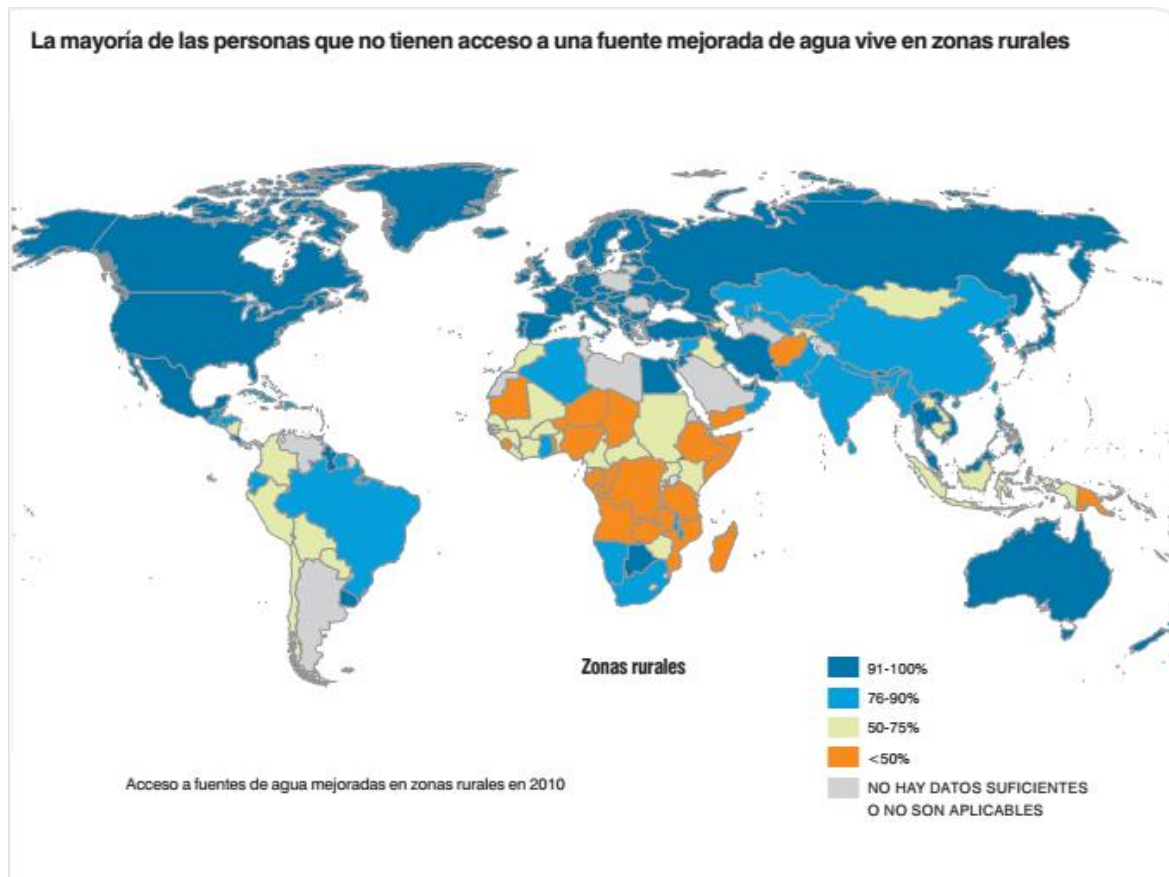 La mayoría de las personas que no tienen acceso a una fuente mejorada de agua vive en zonas rurales
Zonas rurales
91-100%
76-90%
50-75%
<50%
NO HAY DATOS SUFICIENTES
O NO SON APLICABLES
Acceso a fuentes de agua mejoradas en zonas rurales en 2010